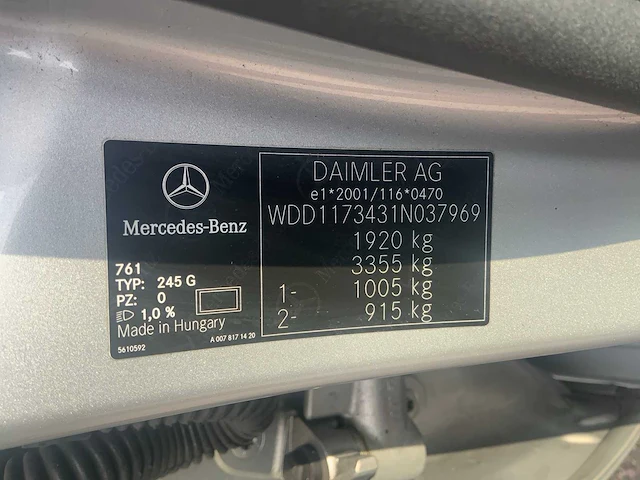 Mercedes-Benz
761
TYP: 245 G
PZ: 0
1,0 %
Made in Hungary
5610592
A 007 817 14 20
DAIMLER AG
e1*2001/116*0470
WDD1173431N037969
1920 kg
3355 kg
1- 1005 kg
2- 915 kg